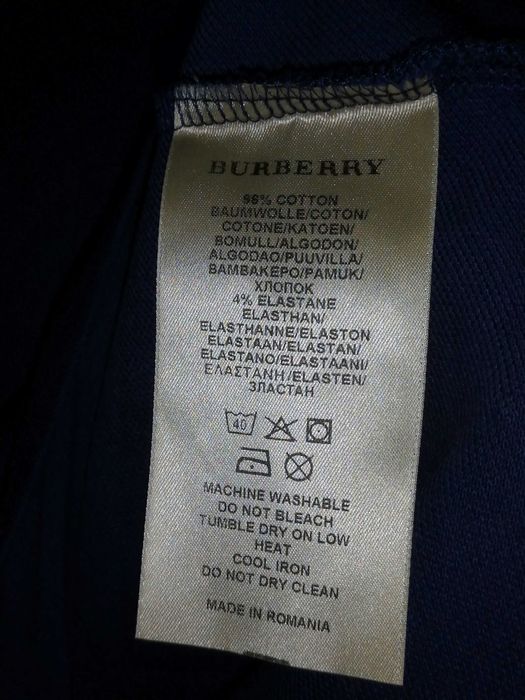 BURBERRY
96% COTTON
BAUMWOLLE/COTON/
COTONE/KATOEN/
BOMULL/ALGODON/
ALGODAO/PUUVILLA/
ΒΑΜΒΑΚΕΡΟ/PAMUK/
ХЛОПОК
4% ELASTANE
ELASTHAN/
ELASTHANNE/ELASTON
ELASTAAN/ELASTAN/
ELASTANO/ELASTAANI/
ΕΛΑΣΤΑΝΗ/ELASTEN/
ЭЛАСТАН
40
MACHINE WASHABLE
DO NOT BLEACH
TUMBLE DRY ON LOW
HEAT
COOL IRON
DO NOT DRY CLEAN
MADE IN ROMANIA